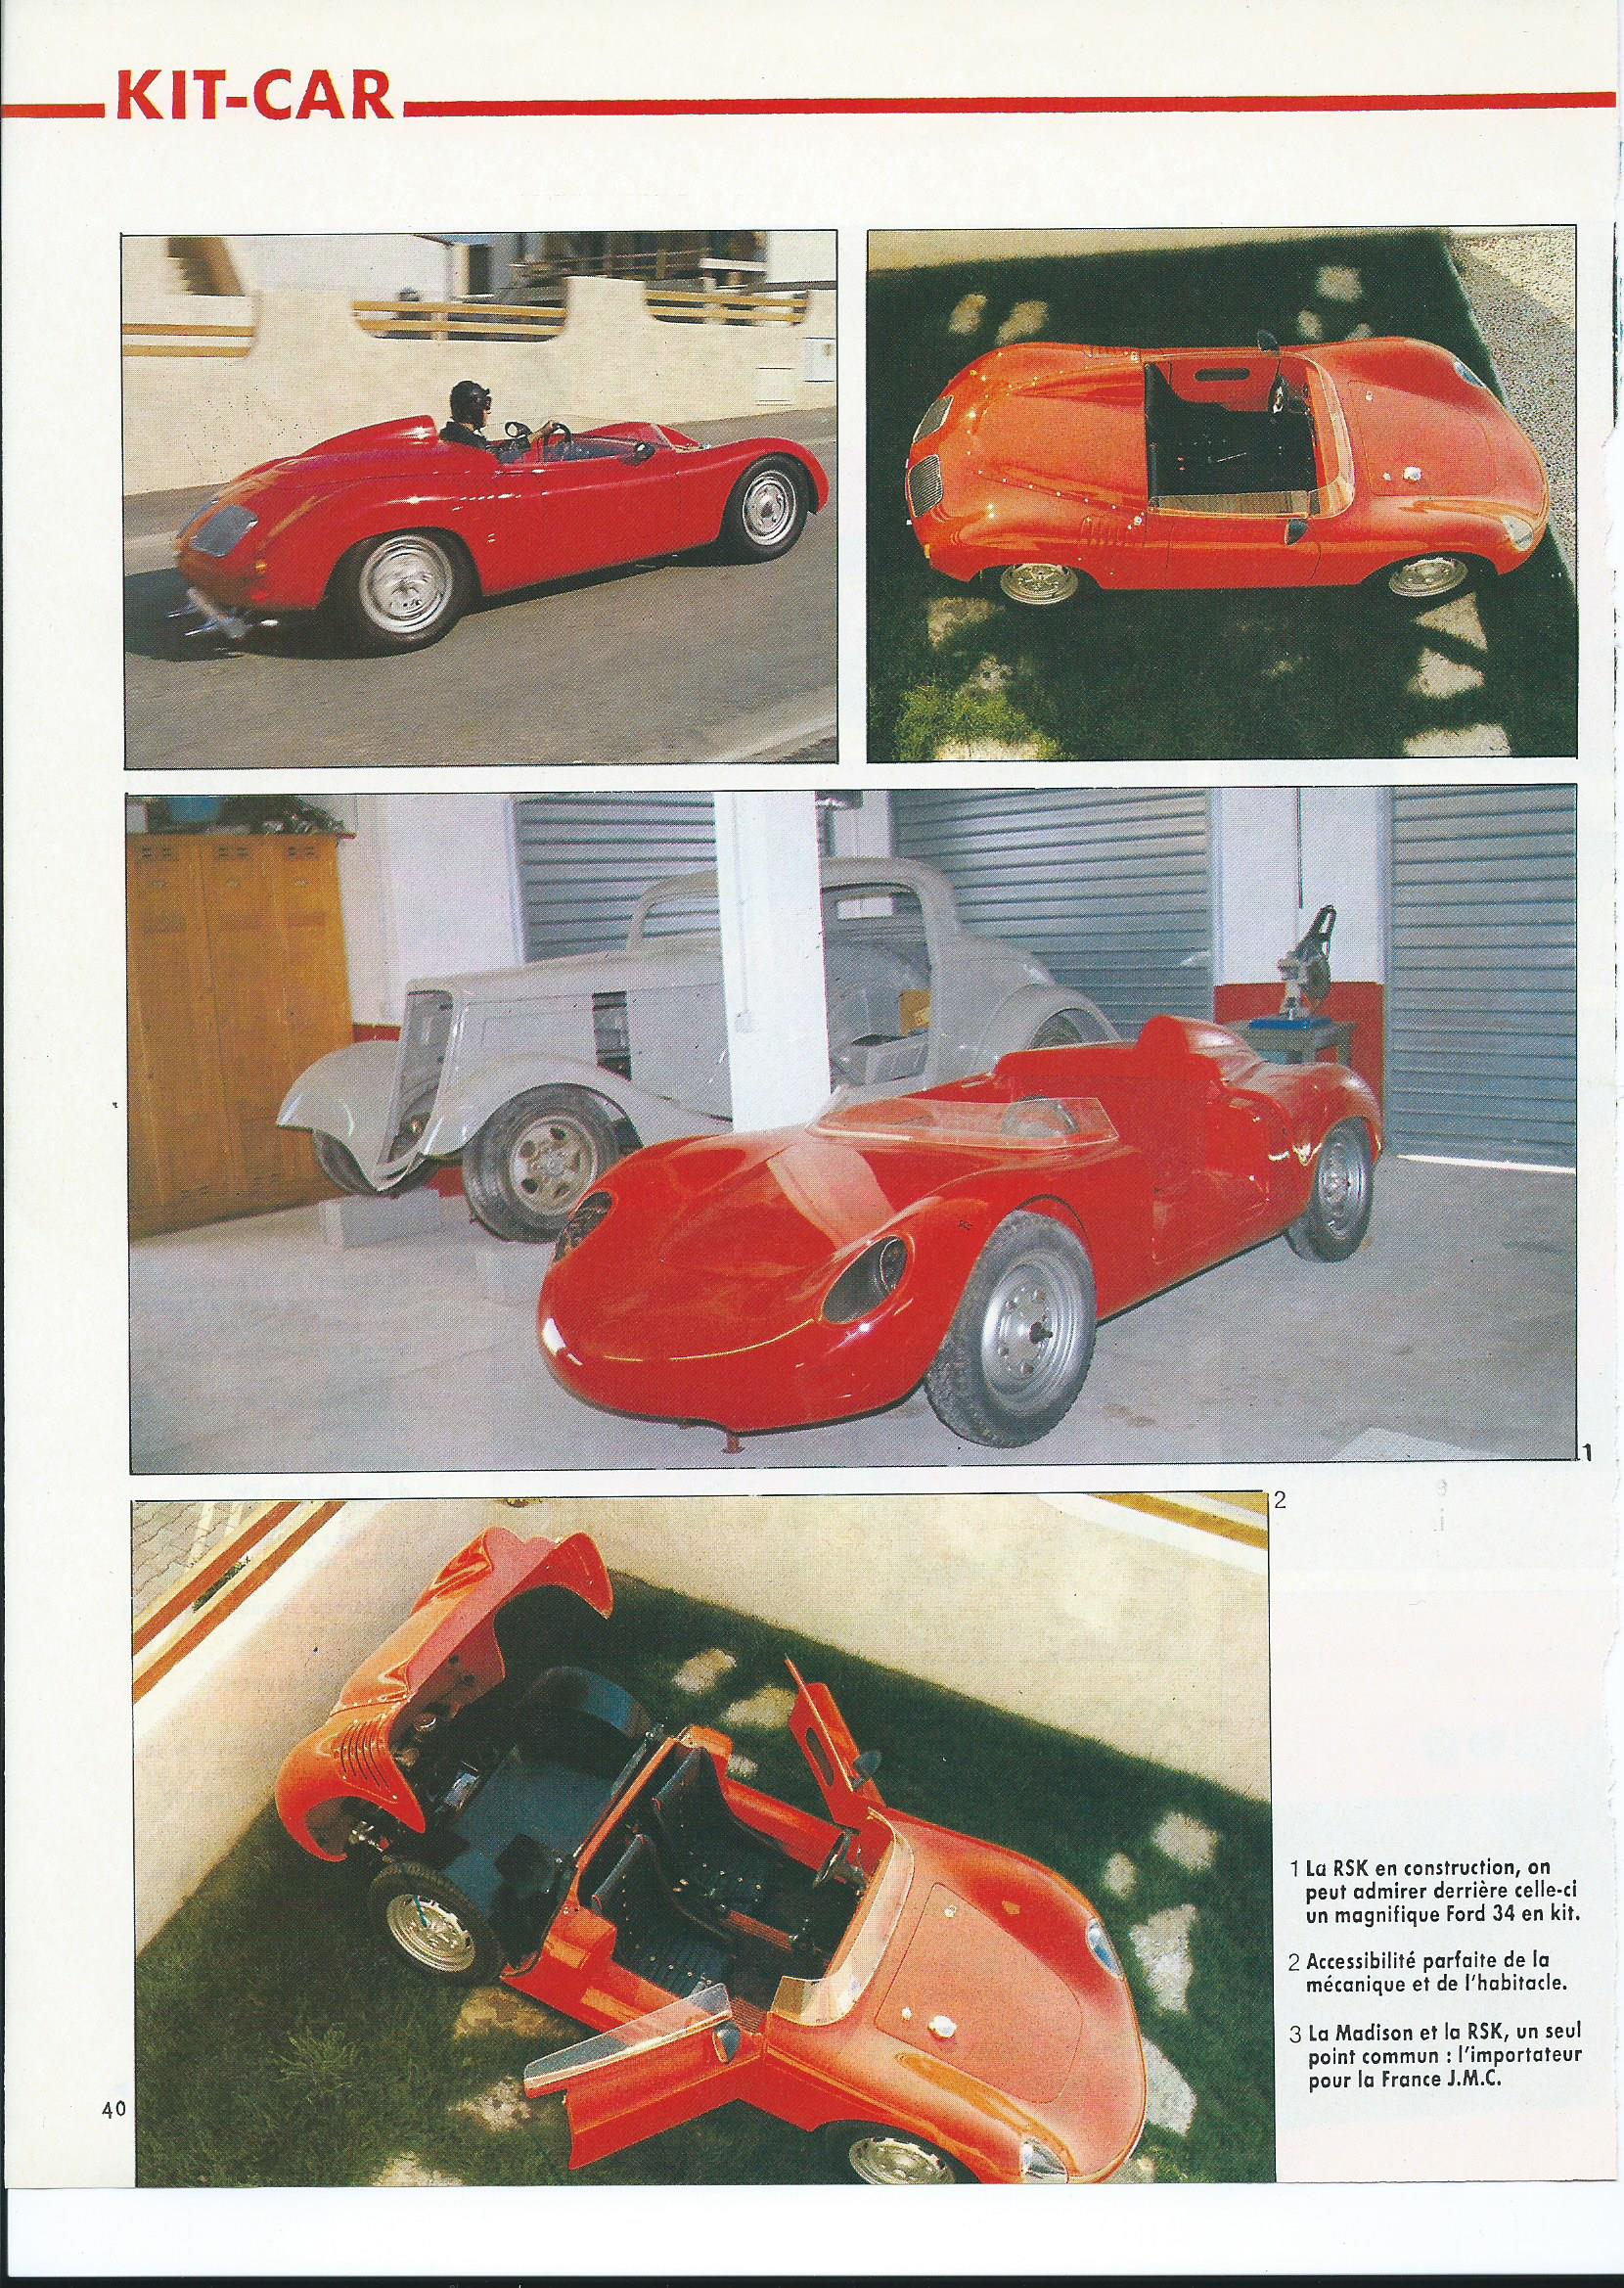 KIT-CAR
1
2
1 La RSK en construction, on
peut admirer derrière celle-ci
un magnifique Ford 34 en kit.
2 Accessibilité parfaite de la
mécanique et de l'habitacle.
3 La Madison et la RSK, un seul
point commun : l'importateur
pour la France J.M.C.
40